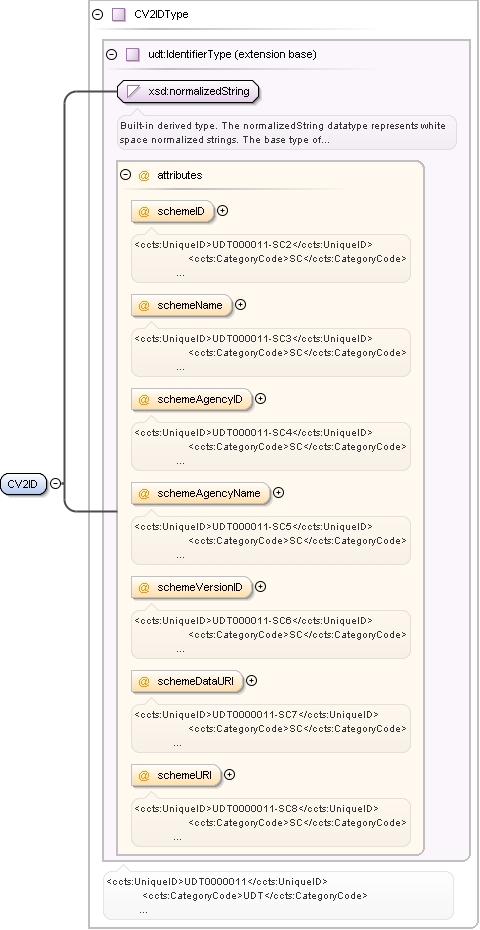 CV2IDType
udt:IdentifierType (extension base)
xsd:normalizedString
Built-in derived type. The normalizedString datatype represents white
space normalized strings. The base type of...
@ attributes
@ schemeID
<ccts:UniqueID>UDT000011-SC2</ccts:UniqueID>
<ccts:CategoryCode>SC</ccts:CategoryCode>
...
@ schemeName
<ccts:UniqueID>UDT000011-SC3</ccts:UniqueID>
<ccts:CategoryCode>SC</ccts:CategoryCode>
...
@ schemeAgencyID
<ccts:UniqueID>UDT000011-SC4</ccts:UniqueID>
<ccts:CategoryCode>SC</ccts:CategoryCode>
...
CV2ID
@ schemeAgencyName
<ccts:UniqueID>UDT000011-SC5</ccts:UniqueID>
<ccts:CategoryCode>SC</ccts:CategoryCode>
...
@ schemeVersionID
<ccts:UniqueID>UDT000011-SC6</ccts:UniqueID>
<ccts:CategoryCode>SC</ccts:CategoryCode>
...
@ schemeDataURI
<ccts:UniqueID>UDT0000011-SC7</ccts:UniqueID>
<ccts:CategoryCode>SC</ccts:CategoryCode>
...
@ schemeURI
<ccts:UniqueID>UDT0000011-SC8</ccts:UniqueID>
<ccts:CategoryCode>SC</ccts:CategoryCode>
...
<ccts:UniqueID>UDT0000011</ccts:UniqueID>
<ccts:CategoryCode>UDT</ccts:CategoryCode>
...